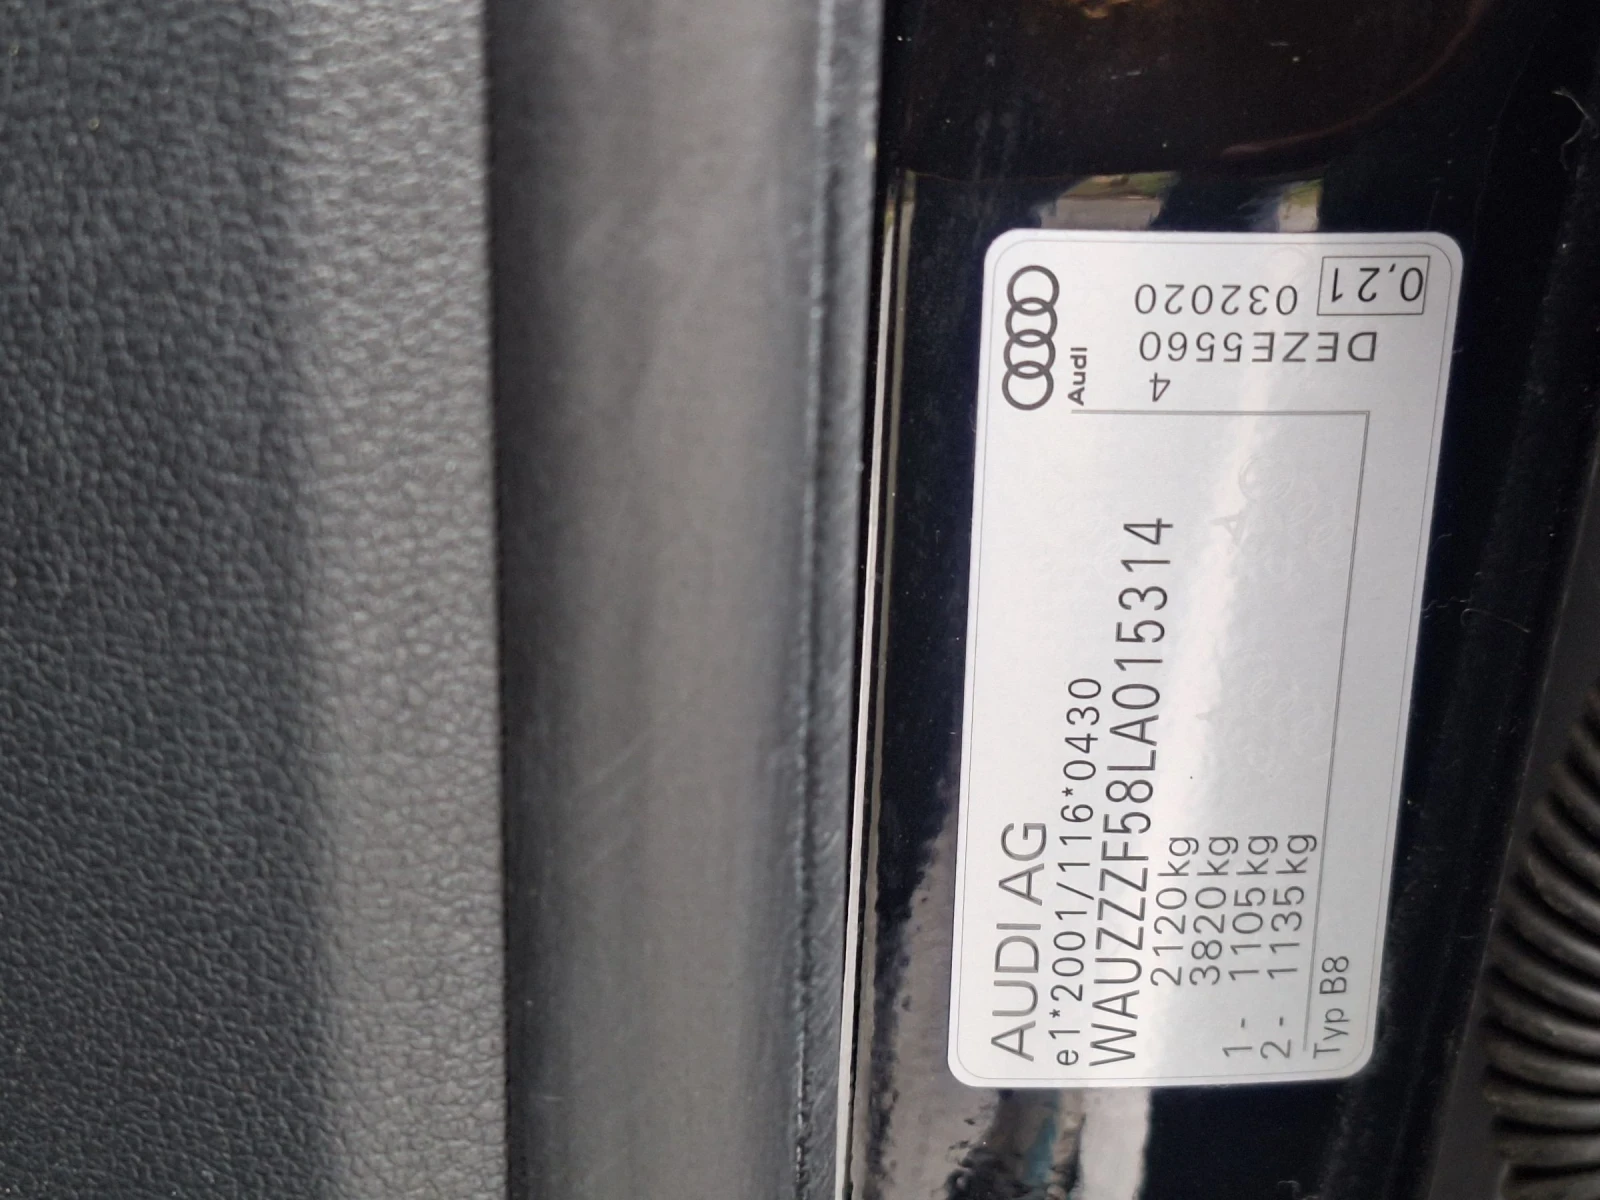 AUDI AG
e1*2001/116*0430
WAUZZZF58LA015314
2120kg
3820kg
1- 1105kg
2- 1135kg
Typ B8
Audi
4
DEZE5560
032020
0,21